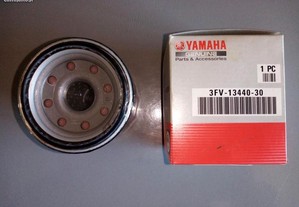 YAMAHA
Parts & Accessories
1 PC
3FV-13440-30